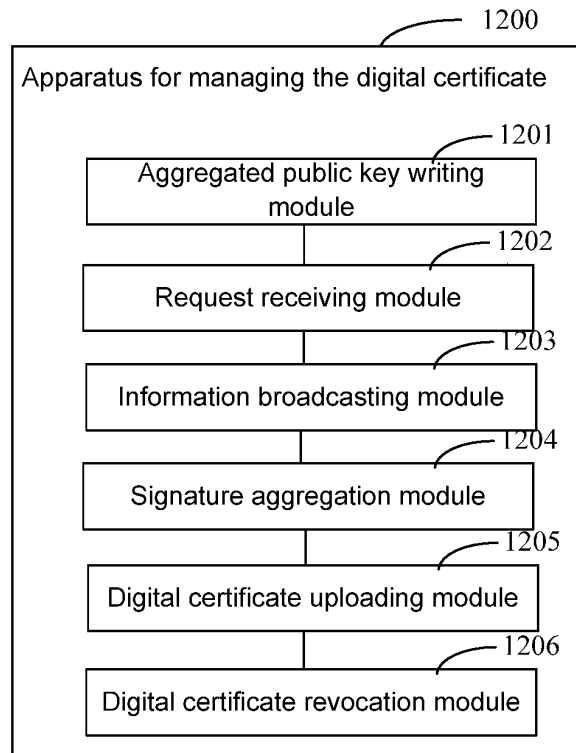 1200
Apparatus for managing the digital certificate
1201
Aggregated public key writing
module
1202
Request receiving module
1203
Information broadcasting module
1204
Signature aggregation module
1205
Digital certificate uploading module
1206
Digital certificate revocation module